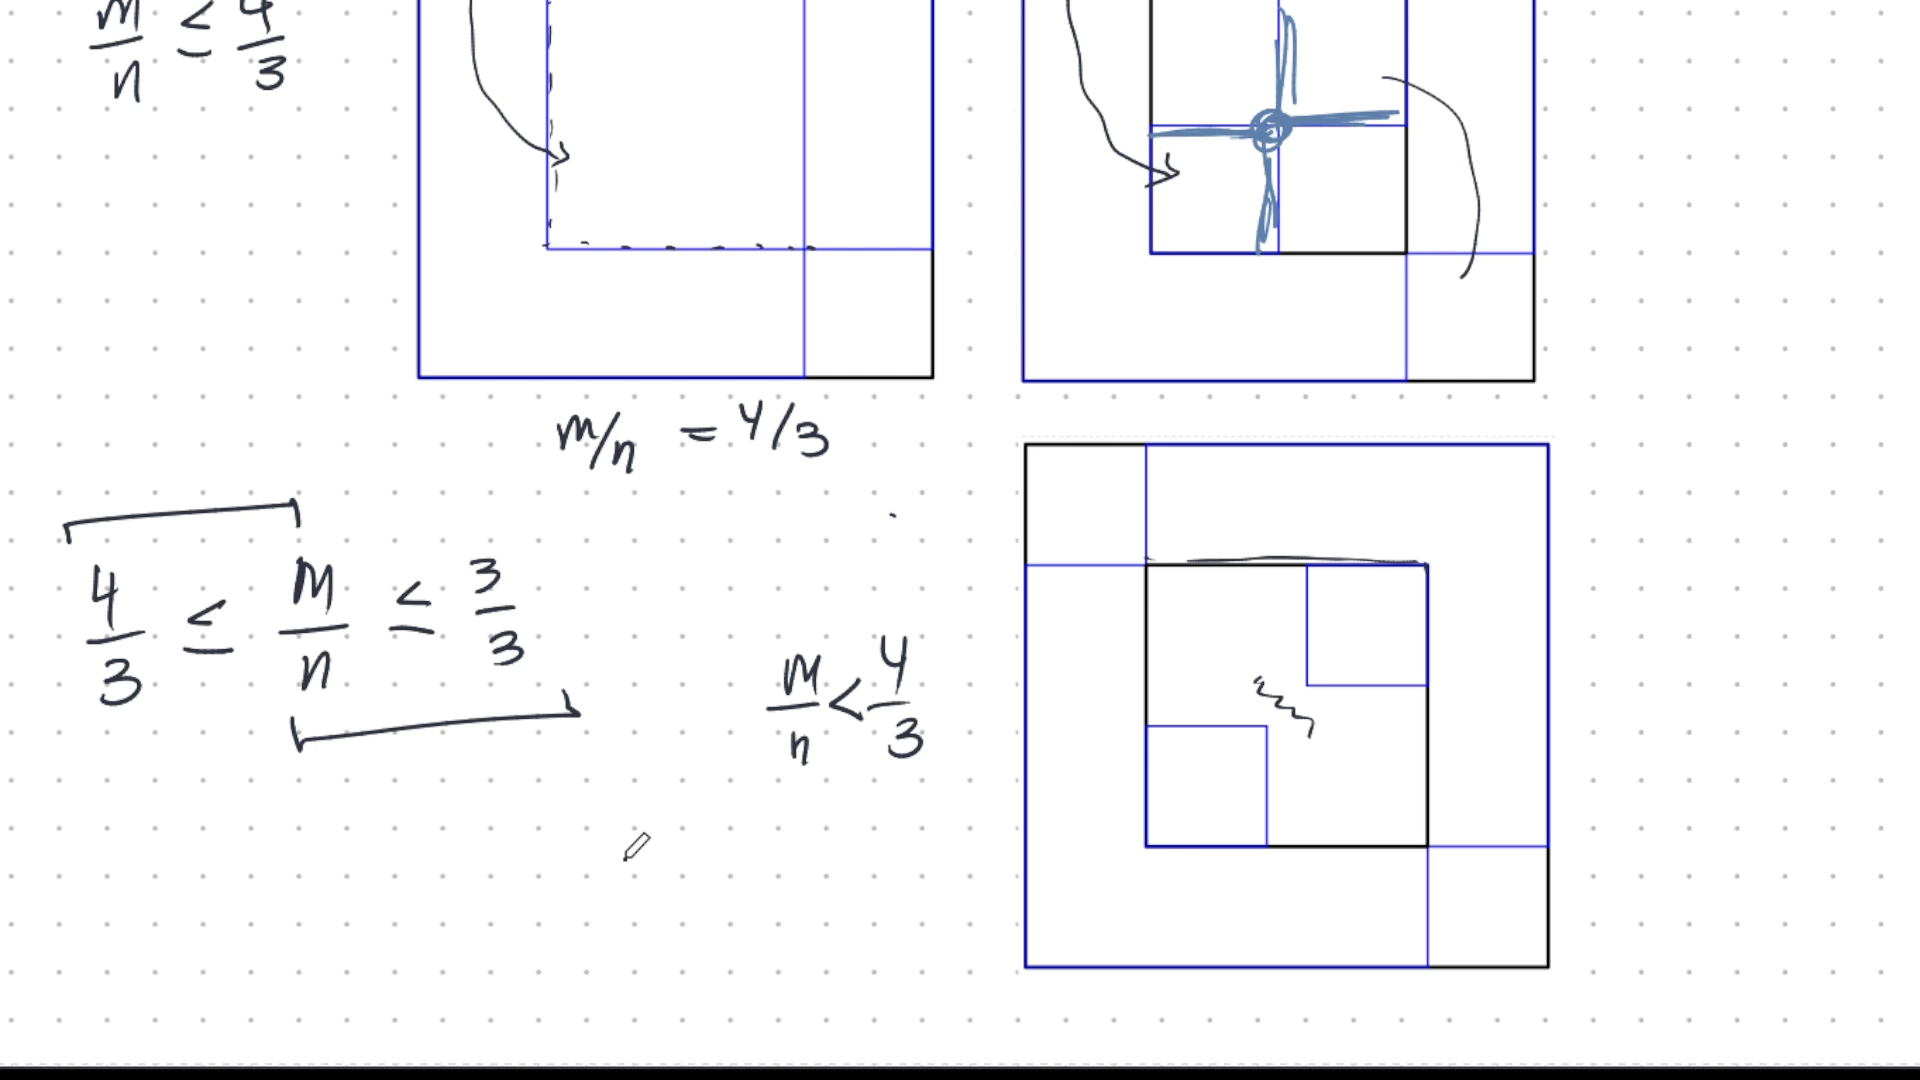 m/n ≤ 4/3
m/n = 4/3
4/3 ≤ m/n ≤ 3/3
m/n < 4/3